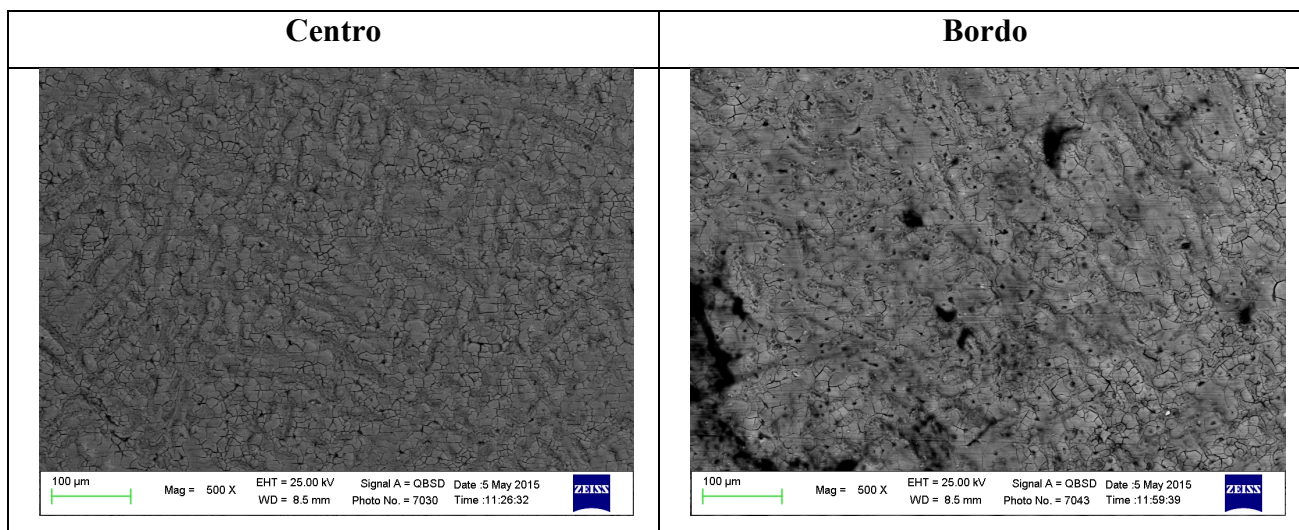 Centro
Bordo
100 µm
Mag = 500 X
EHT = 25.00 kV
WD = 8.5 mm
Signal A = QBSD
Photo No. = 7030
Date :5 May 2015
Time :11:26:32
ZEISS
100 µm
Mag = 500 X
EHT = 25.00 kV
WD = 8.5 mm
Signal A = QBSD
Photo No. = 7043
Date :5 May 2015
Time :11:59:39
ZEISS